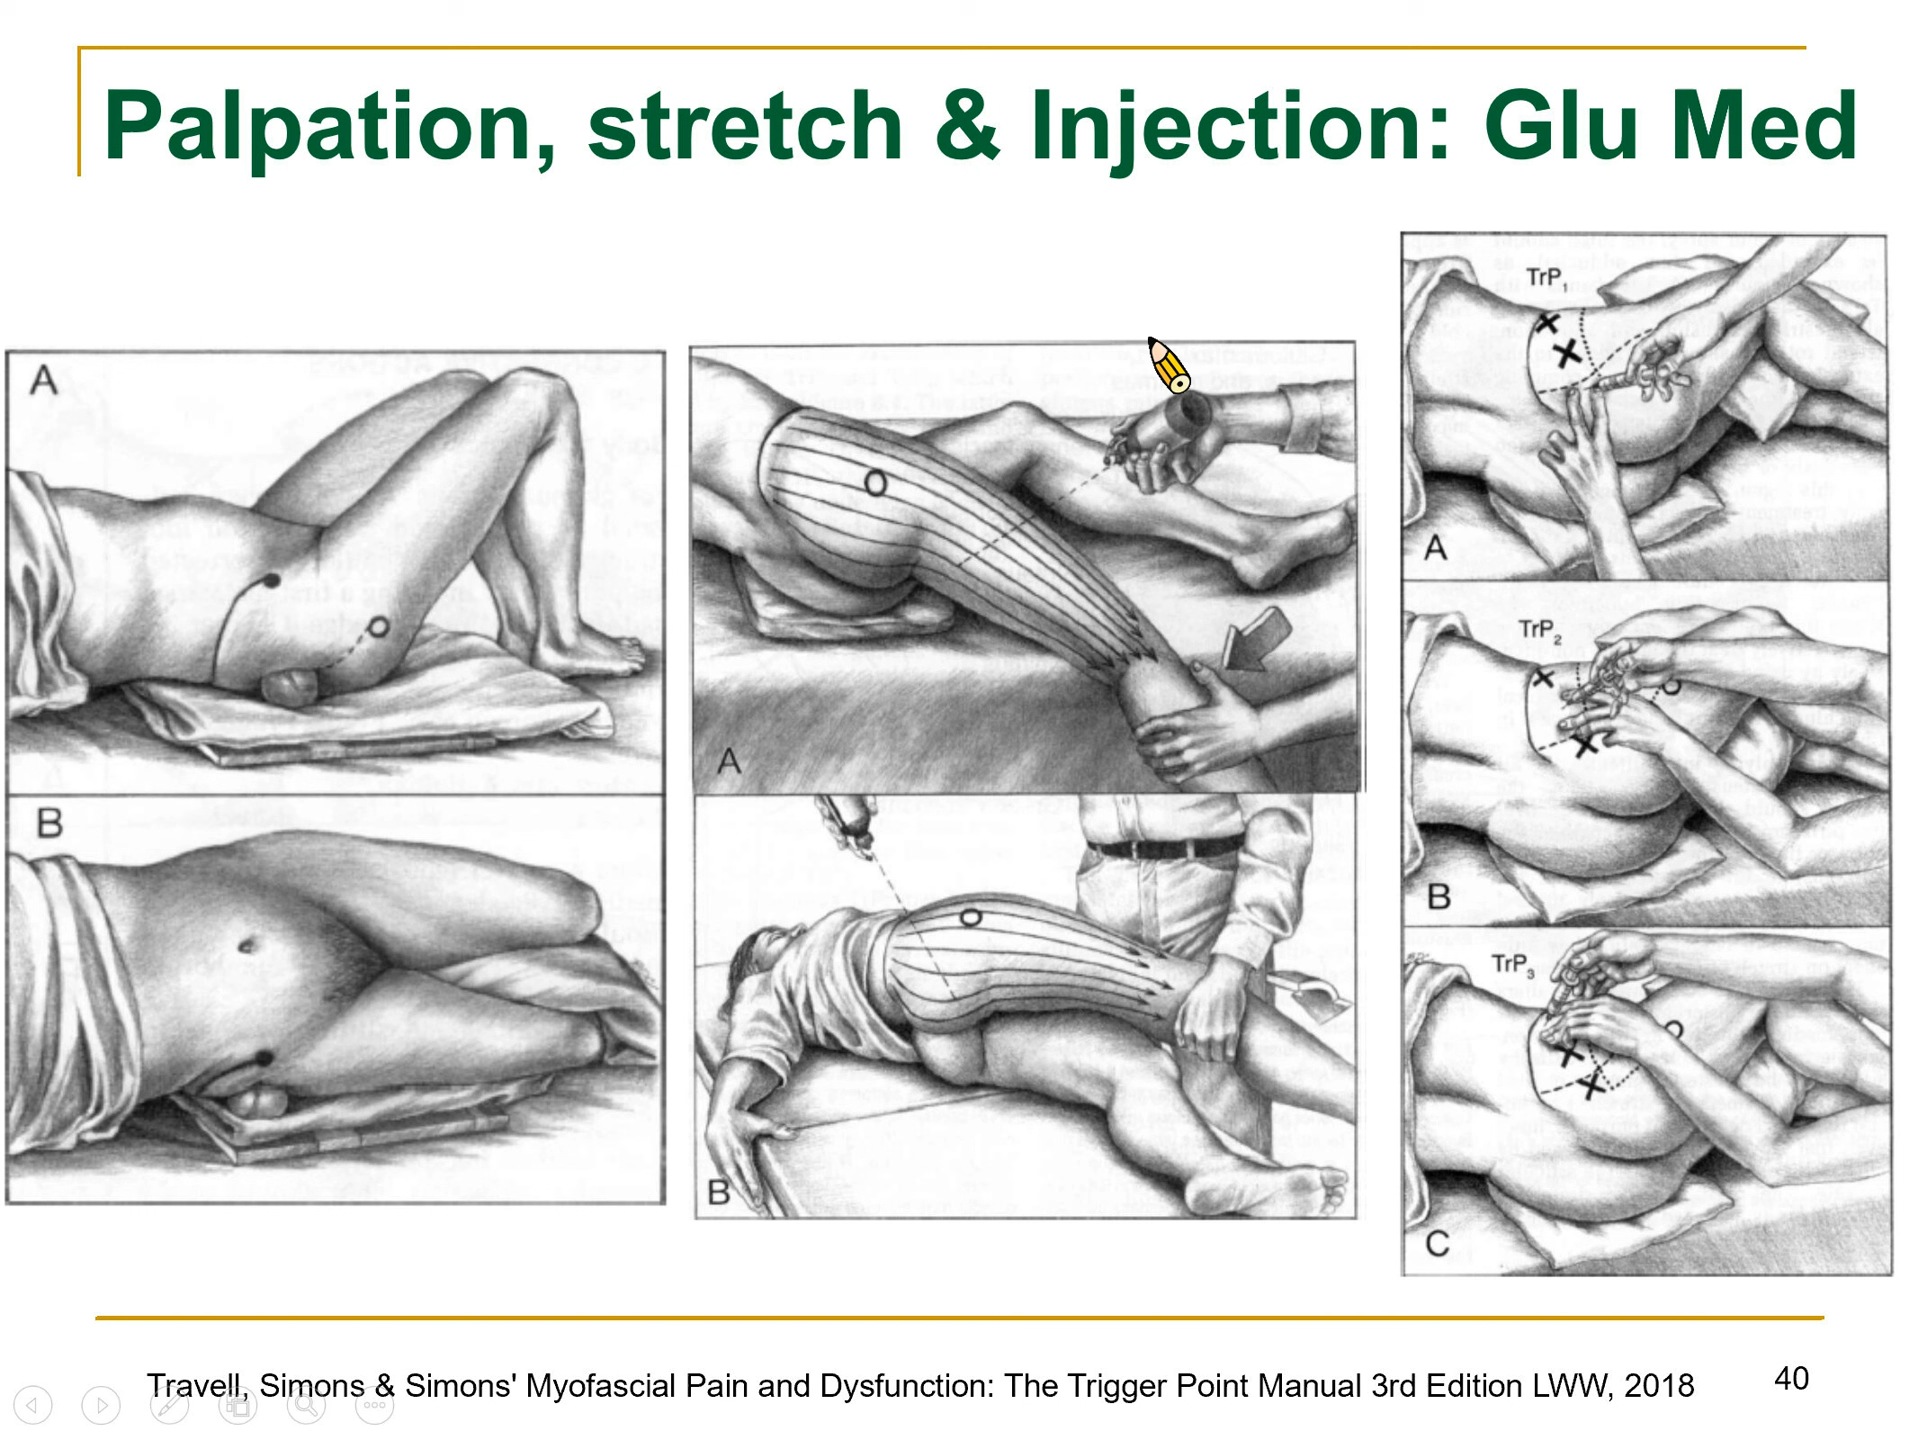 Palpation, stretch & Injection: Glu Med
A
B
A
B
TrP1
A
TrP2
B
TrP3
C
Travell, Simons & Simons' Myofascial Pain and Dysfunction: The Trigger Point Manual 3rd Edition LWW, 2018
40